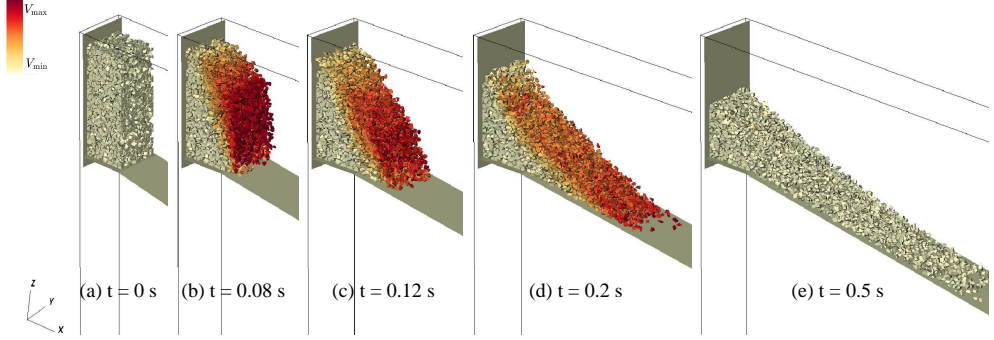 V_max
V_min
(a) t = 0 s
(b) t = 0.08 s
(c) t = 0.12 s
(d) t = 0.2 s
(e) t = 0.5 s
Z
Y
X